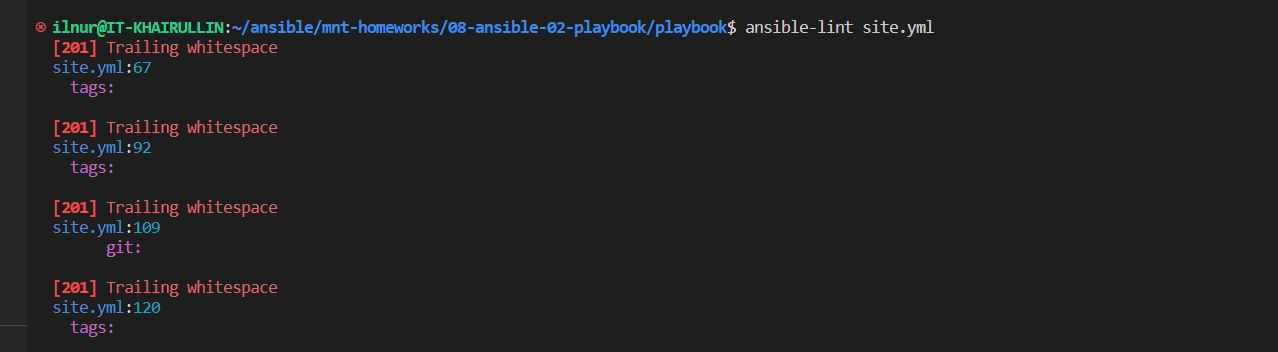 ilnur@IT-KHAIRULLIN:~/ansible/mnt-homeworks/08-ansible-02-playbook/playbook$ ansible-lint site.yml
[201] Trailing whitespace
site.yml:67
tags:
[201] Trailing whitespace
site.yml:92
tags:
[201] Trailing whitespace
site.yml:109
git:
[201] Trailing whitespace
site.yml:120
tags: